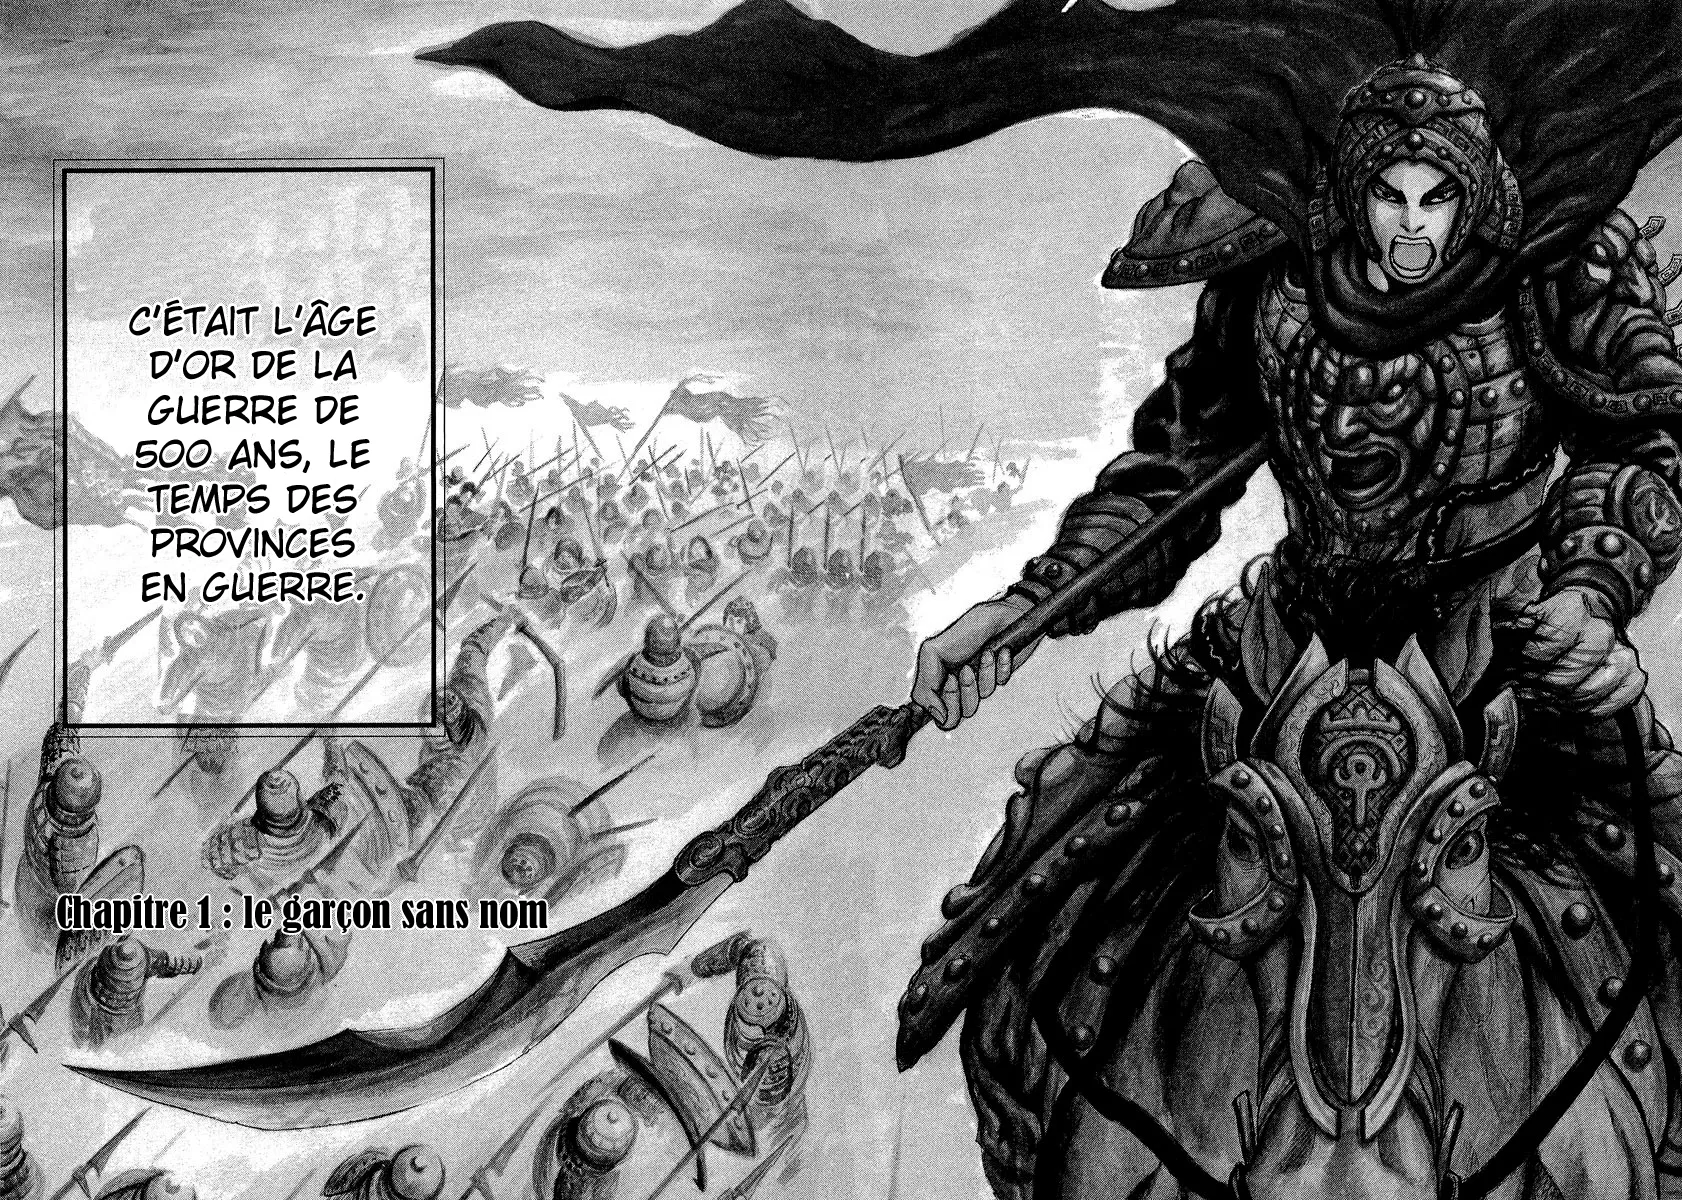 C'ÉTAIT L'ÂGE
D'OR DE LA
GUERRE DE
500 ANS, LE
TEMPS DES
PROVINCES
EN GUERRE.
Chapitre 1 : le garçon sans nom